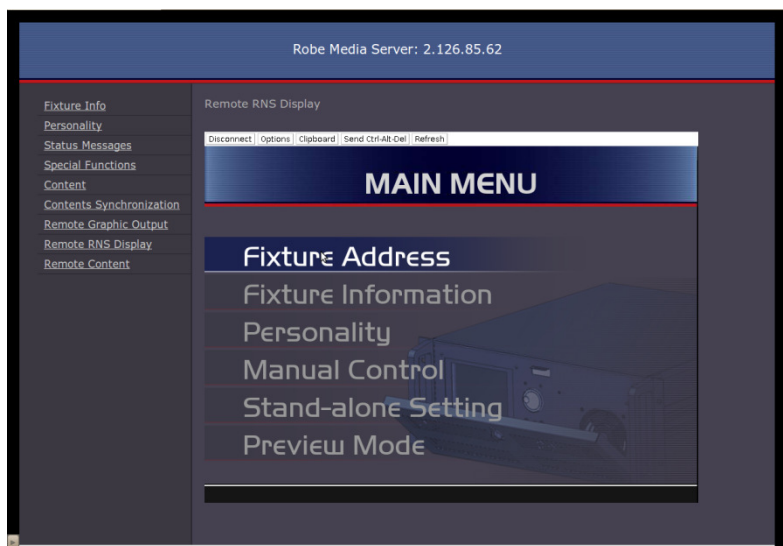 Robe Media Server: 2.126.85.62
Fixture Info
Personality
Status Messages
Special Functions
Content
Contents Synchronization
Remote Graphic Output
Remote RNS Display
Remote Content
Remote RNS Display
Disconnect Options Clipboard Send Ctrl-Alt-Del Refresh
MAIN MENU
Fixture Address
Fixture Information
Personality
Manual Control
Stand-alone Setting
Preview Mode